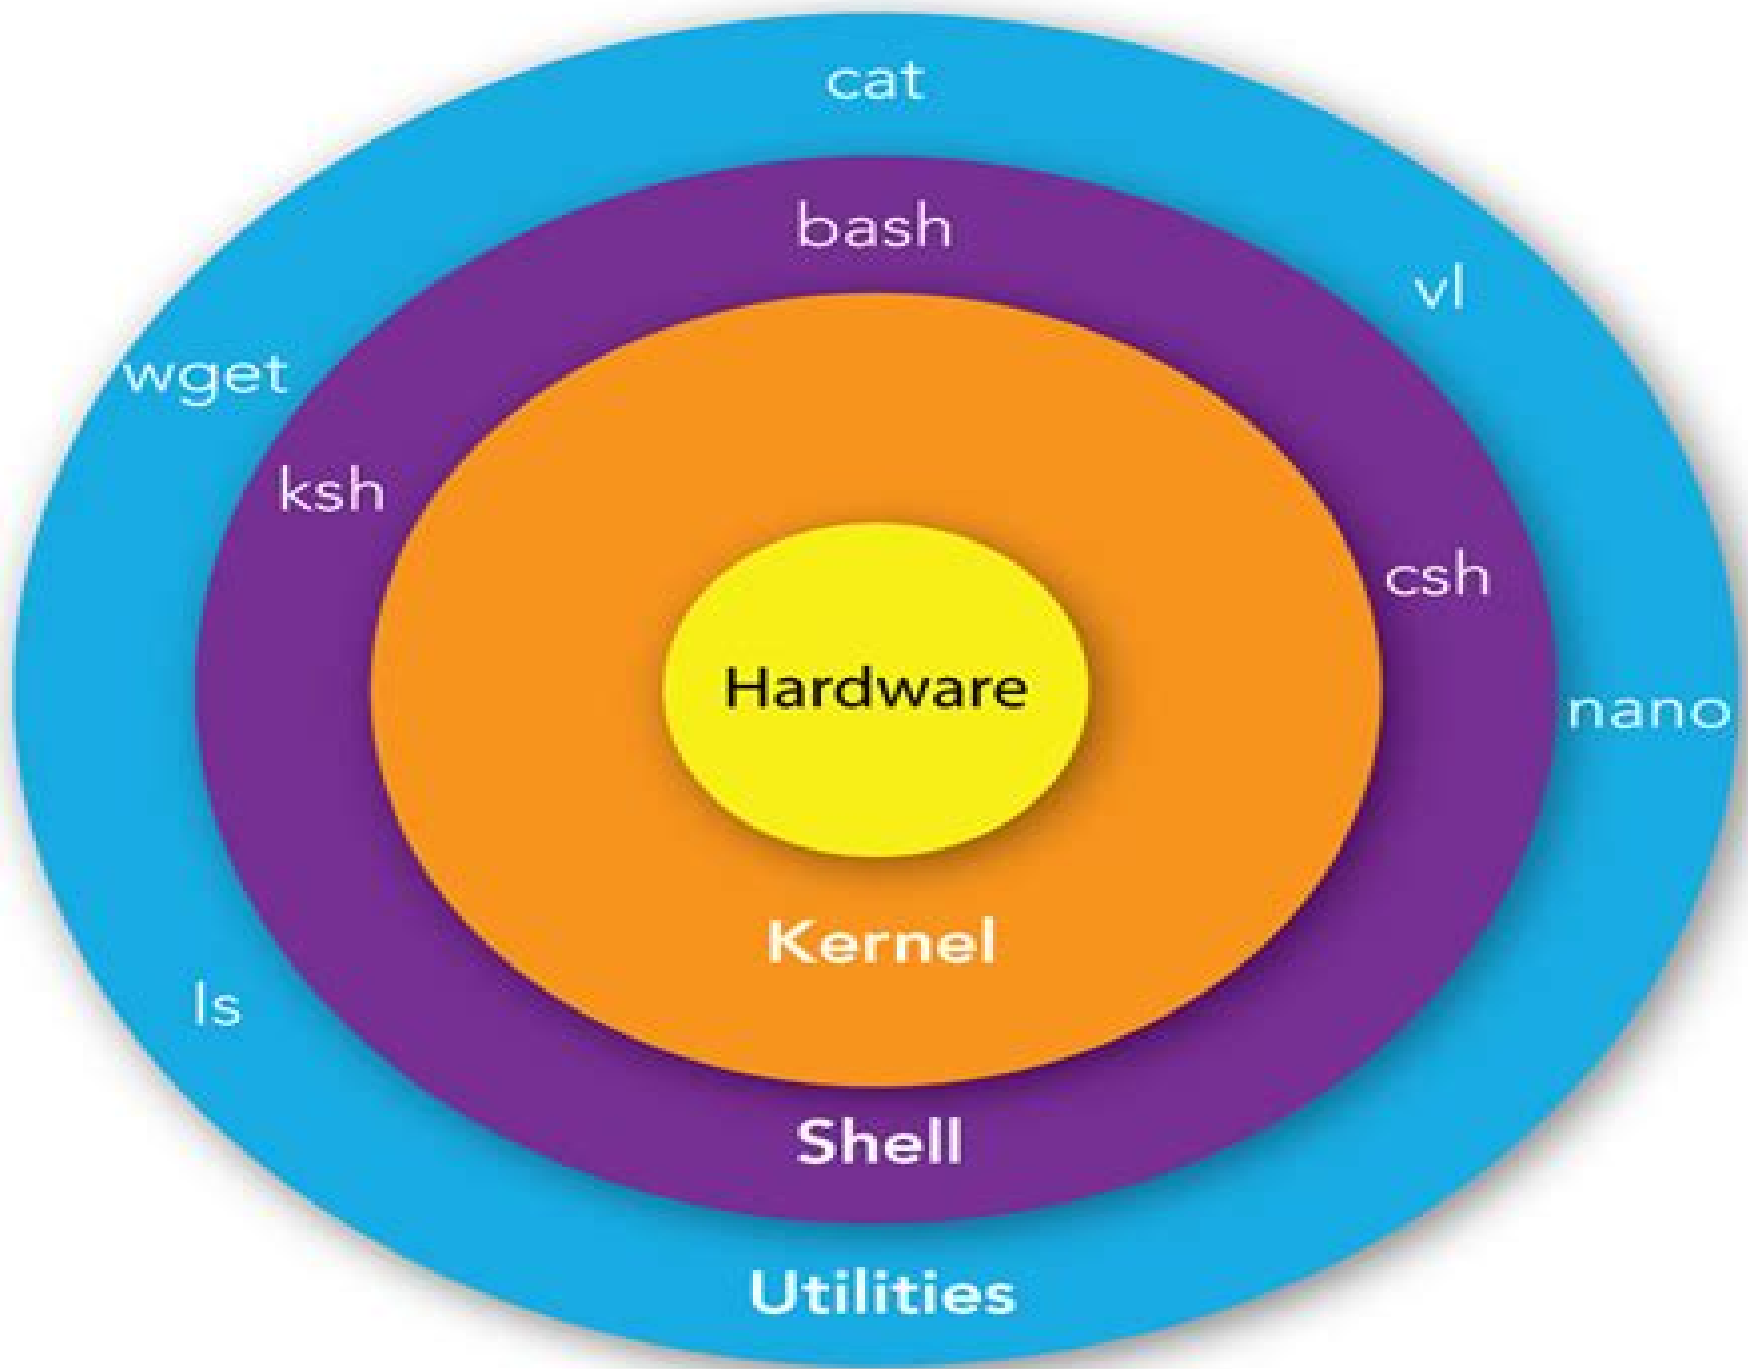 cat
bash
vl
wget
ksh
csh
Hardware
nano
Kernel
ls
Shell
Utilities